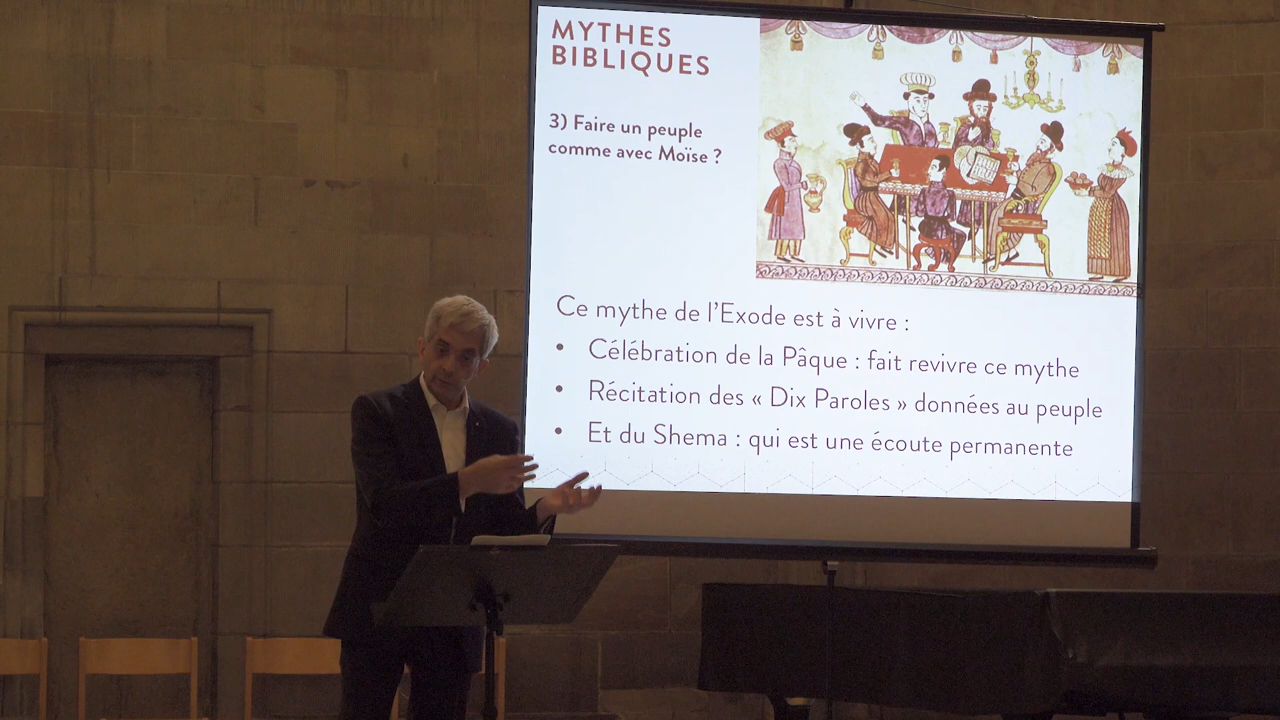 MYTHES
BIBLIQUES
3) Faire un peuple
comme avec Moïse ?
Ce mythe de l'Exode est à vivre :
• Célébration de la Pâque : fait revivre ce mythe
• Récitation des « Dix Paroles » données au peuple
• Et du Shema : qui est une écoute permanente